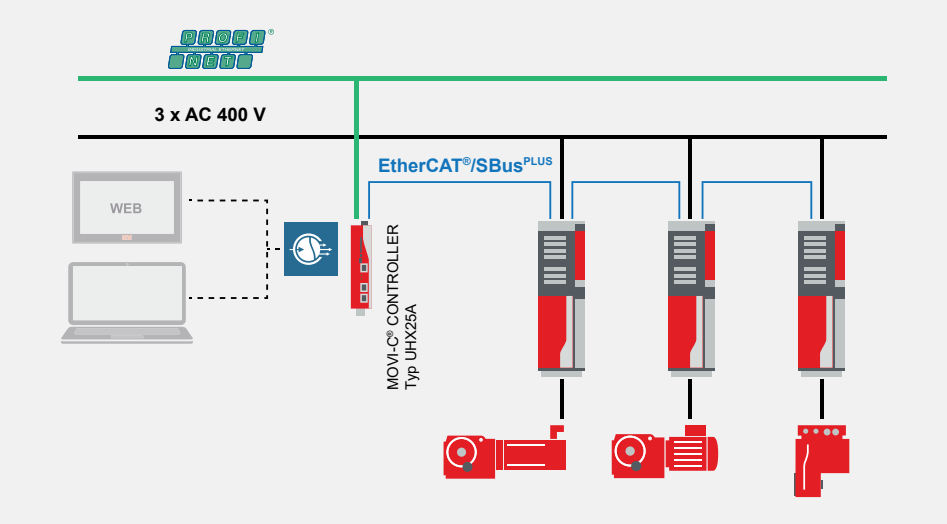 PROFI®
INDUSTRIAL ETHERNET
NET
3 x AC 400 V
EtherCAT®/SBusPLUS
WEB
MOVI-C® CONTROLLER
Typ UHX25A